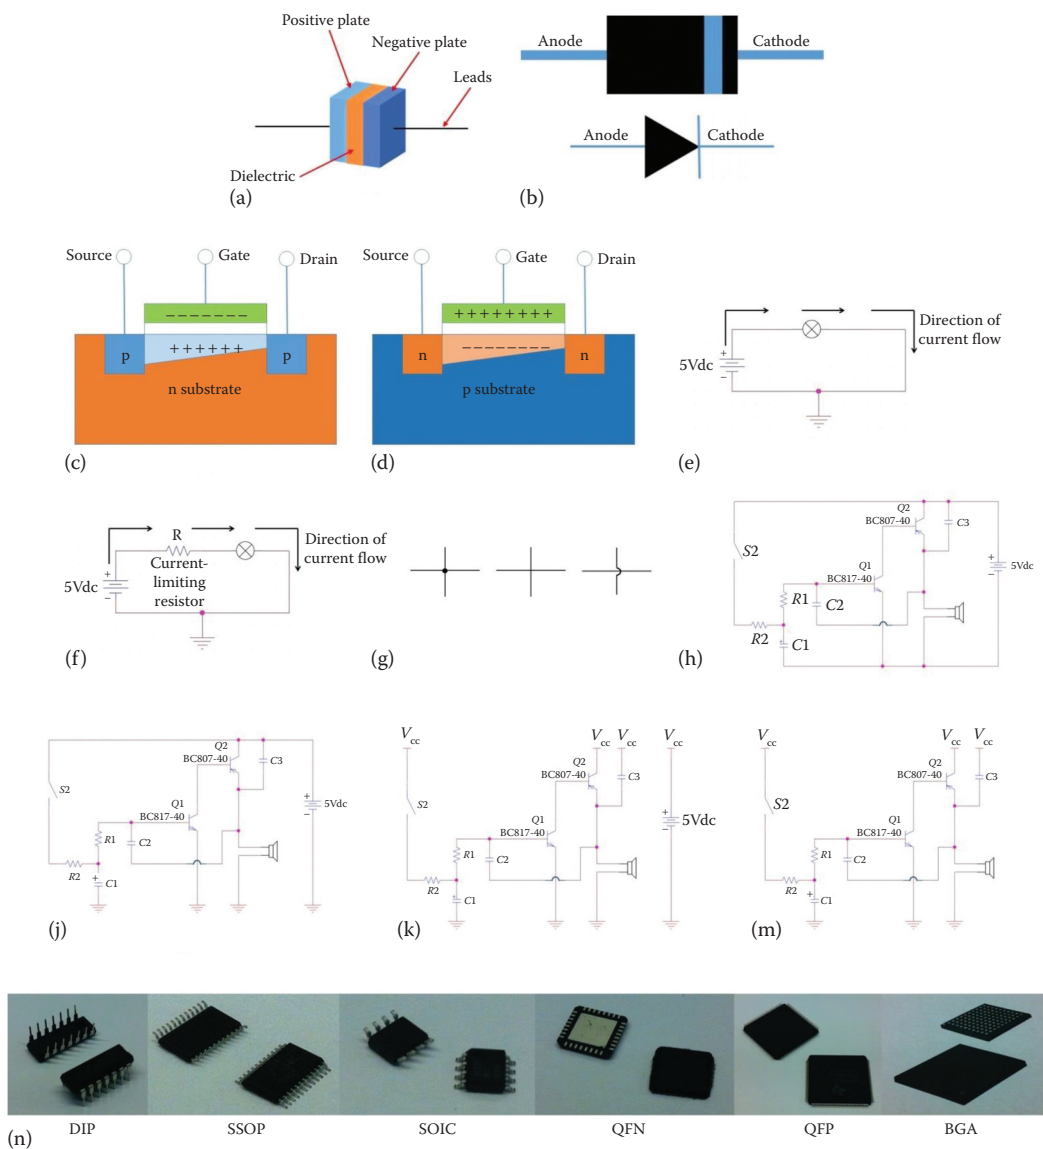 Positive plate
Negative plate
Leads
Dielectric
(a)
Anode
Cathode
Anode
Cathode
(b)
Source
Gate
Drain
− − − − − − −
+ + + + + +
p
p
n substrate
(c)
Source
Gate
Drain
+ + + + + + + +
− − − − − − − −
n
n
p substrate
(d)
Direction of
current flow
+
5Vdc
−
(e)
R
Direction of
current flow
Current-
limiting
resistor
+
5Vdc
−
(f)
(g)
Q2
BC807-40
C3
S2
Q1
BC817-40
+
5Vdc
−
R1
C2
R2
+
C1
(h)
Q2
BC807-40
C3
S2
Q1
BC817-40
+
5Vdc
−
R1
C2
R2
+
C1
(j)
Vcc
Vcc
Vcc
Vcc
Q2
BC807-40
C3
S2
Q1
BC817-40
+
5Vdc
−
R1
C2
R2
+
C1
(k)
Vcc
Vcc
Vcc
Q2
BC807-40
C3
S2
Q1
BC817-40
R1
C2
R2
+
C1
(m)
DIP
SSOP
SOIC
QFN
QFP
BGA
(n)